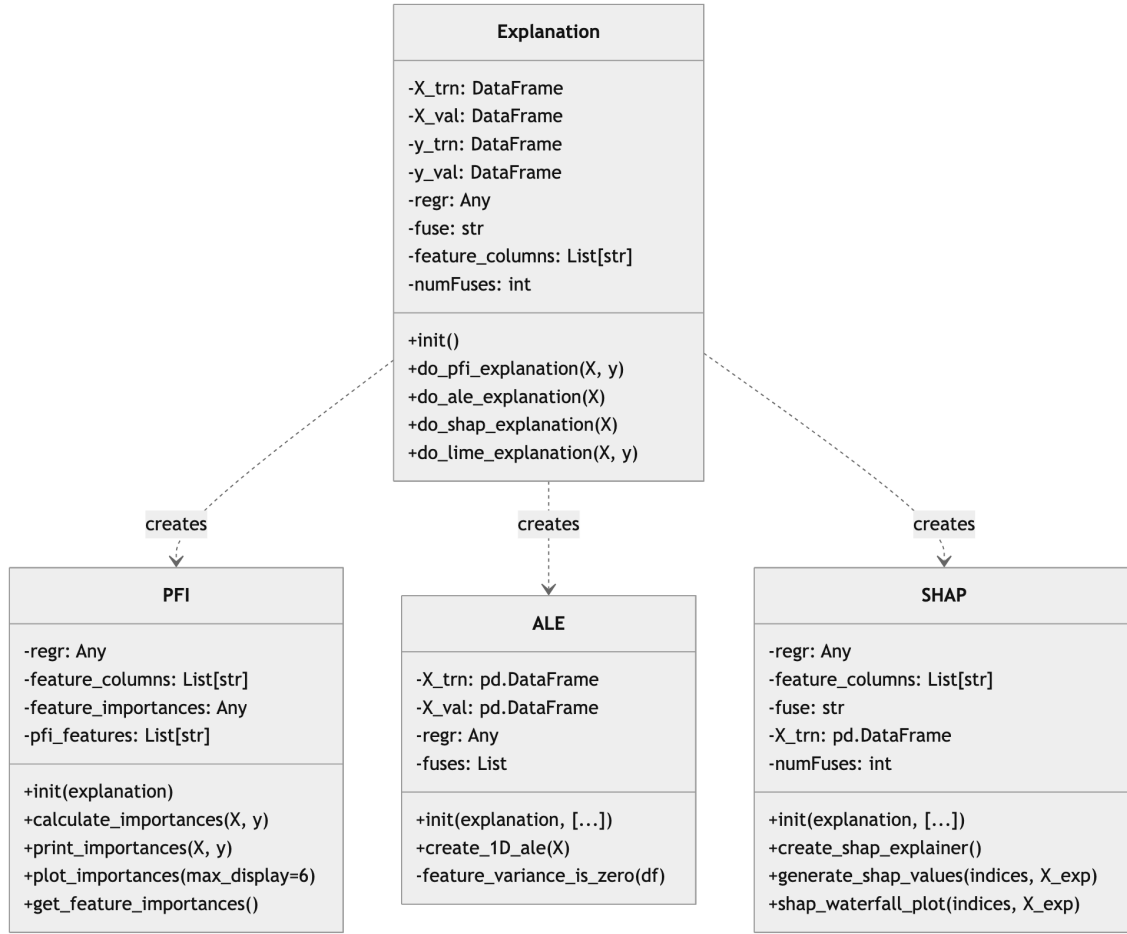 Explanation
-X_trn: DataFrame
-X_val: DataFrame
-y_trn: DataFrame
-y_val: DataFrame
-regr: Any
-fuse: str
-feature_columns: List[str]
-numFuses: int
+init()
+do_pfi_explanation(X, y)
+do_ale_explanation(X)
+do_shap_explanation(X)
+do_lime_explanation(X, y)
creates
creates
creates
PFI
-regr: Any
-feature_columns: List[str]
-feature_importances: Any
-pfi_features: List[str]
+init(explanation)
+calculate_importances(X, y)
+print_importances(X, y)
+plot_importances(max_display=6)
+get_feature_importances()
ALE
-X_trn: pd.DataFrame
-X_val: pd.DataFrame
-regr: Any
-fuses: List
+init(explanation, [...])
+create_1D_ale(X)
-feature_variance_is_zero(df)
SHAP
-regr: Any
-feature_columns: List[str]
-fuse: str
-X_trn: pd.DataFrame
-numFuses: int
+init(explanation, [...])
+create_shap_explainer()
+generate_shap_values(indices, X_exp)
+shap_waterfall_plot(indices, X_exp)